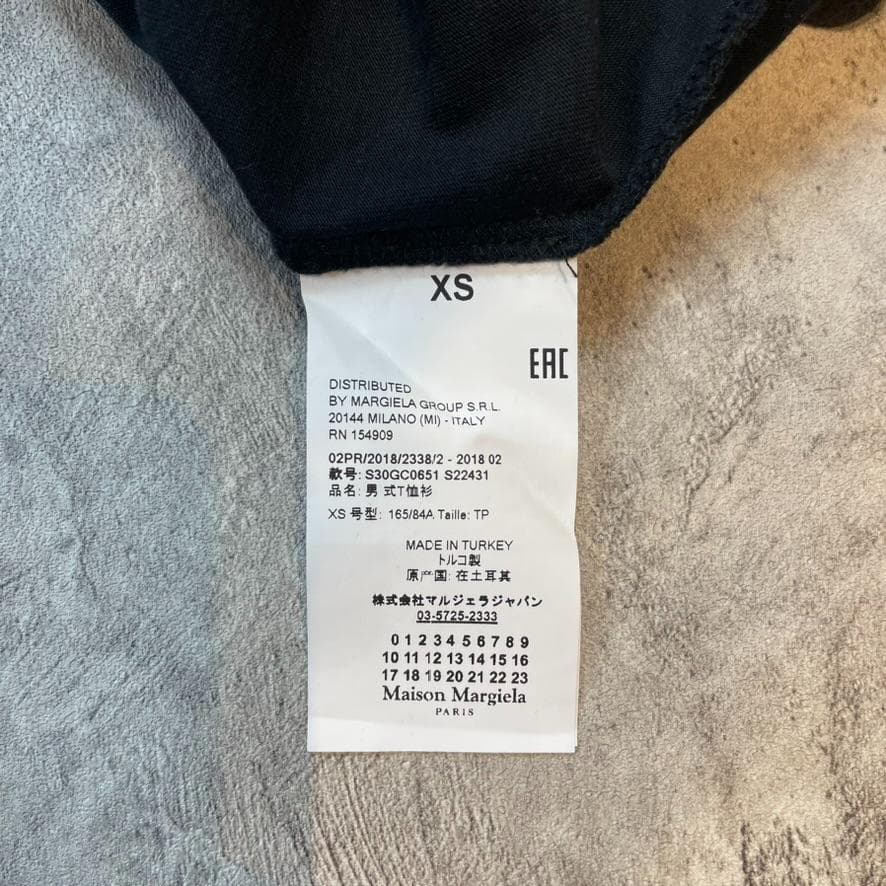 XS
EAC
DISTRIBUTED
BY MARGIELA GROUP S.R.L.
20144 MILANO (MI) - ITALY
RN 154909
02PR/2018/2338/2 - 2018 02
款号: S30GC0651 S22431
品名: 男 式T恤衫
XS 号型: 165/84A Taille: TP
MADE IN TURKEY
トルコ製
原产国: 在土耳其
株式会社マルジェラジャパン
03-5725-2333
0 1 2 3 4 5 6 7 8 9
10 11 12 13 14 15 16
17 18 19 20 21 22 23
Maison Margiela
PARIS